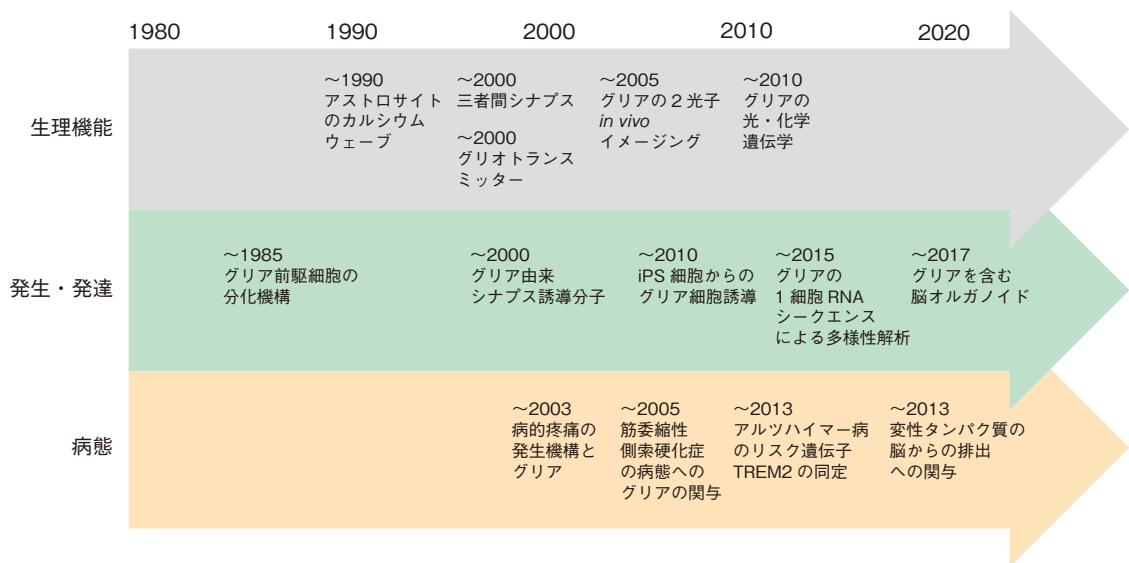 1980
1990
2000
2010
2020
生理機能
～1990
アストロサイト
のカルシウム
ウェーブ
～2000
三者間シナプス
～2000
グリオトランス
ミッター
～2005
グリアの 2 光子
in vivo
イメージング
～2010
グリアの
光・化学
遺伝学
発生・発達
～1985
グリア前駆細胞の
分化機構
～2000
グリア由来
シナプス誘導分子
～2010
iPS 細胞からの
グリア細胞誘導
～2015
グリアの
1 細胞 RNA
シークエンス
による多様性解析
～2017
グリアを含む
脳オルガノイド
病態
～2003
病的疼痛の
発生機構と
グリア
～2005
筋委縮性
側索硬化症
の病態への
グリアの関与
～2013
アルツハイマー病
のリスク遺伝子
TREM2 の同定
～2013
変性タンパク質の
脳からの排出
への関与